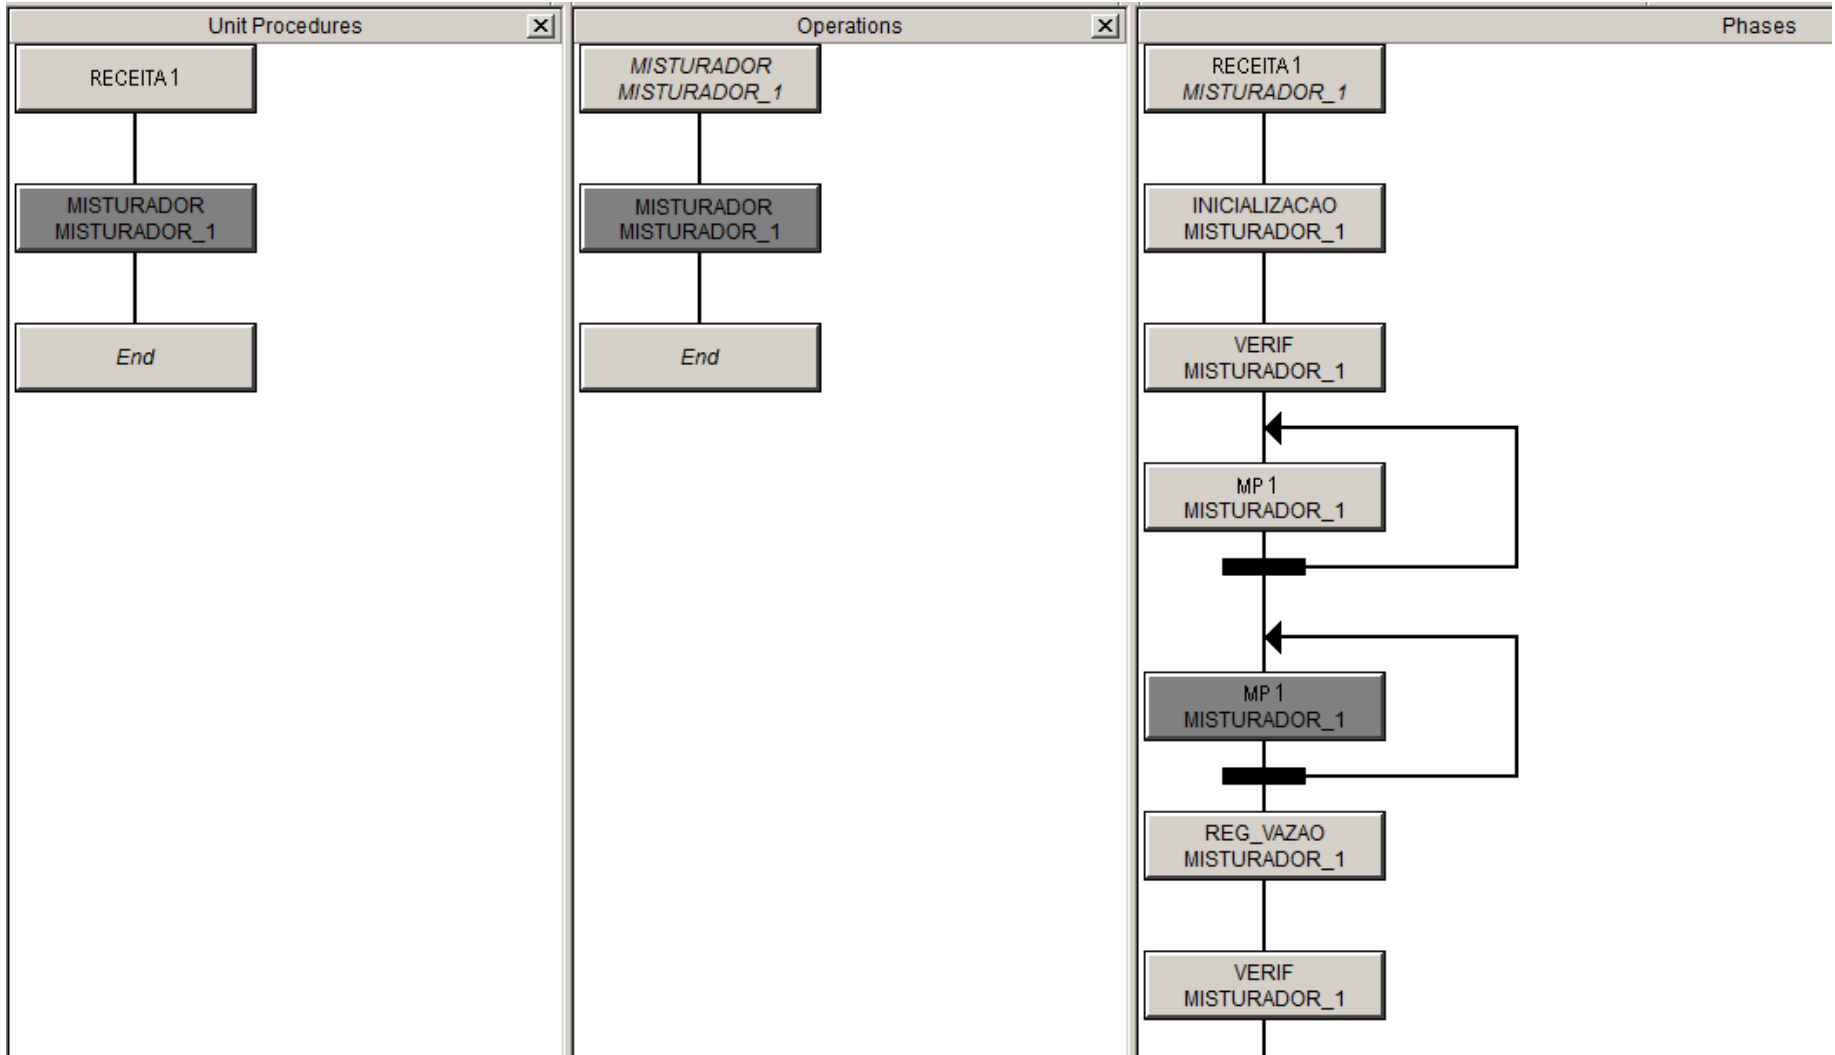 Unit Procedures
RECEITA 1
MISTURADOR
MISTURADOR_1
End
Operations
MISTURADOR
MISTURADOR_1
MISTURADOR
MISTURADOR_1
End
Phases
RECEITA 1
MISTURADOR_1
INICIALIZACAO
MISTURADOR_1
VERIF
MISTURADOR_1
MP 1
MISTURADOR_1
MP 1
MISTURADOR_1
REG_VAZAO
MISTURADOR_1
VERIF
MISTURADOR_1